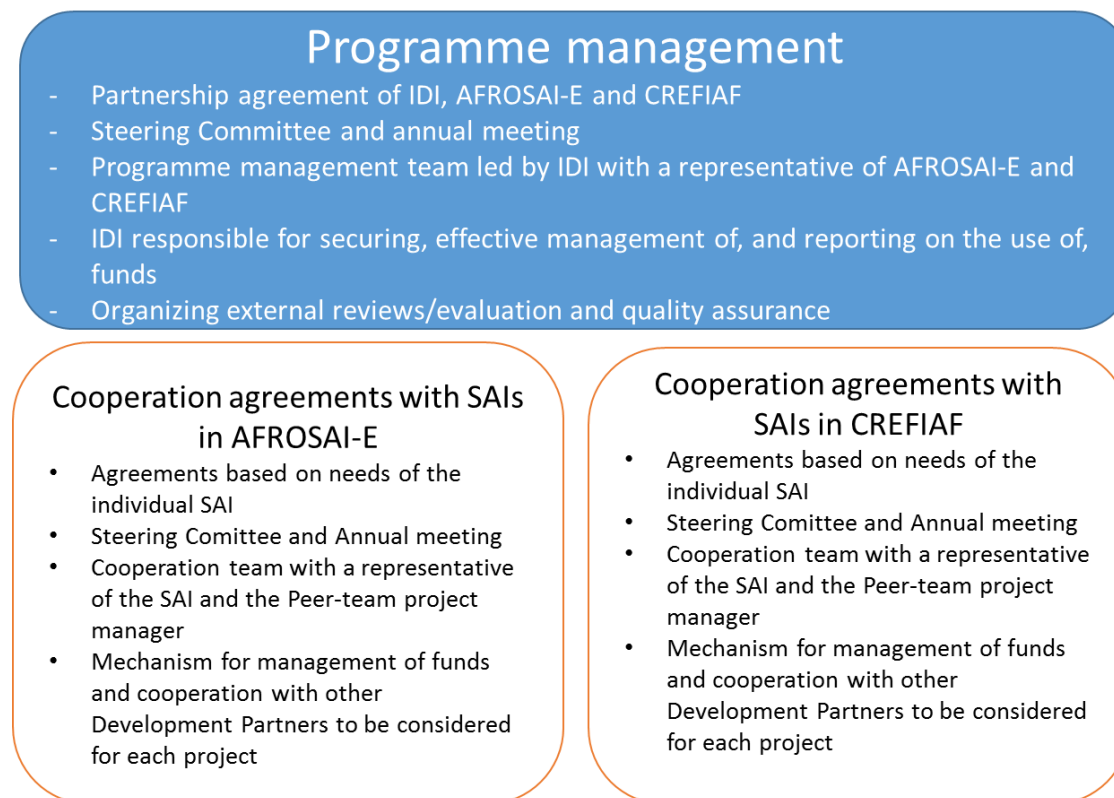 Programme management
- Partnership agreement of IDI, AFROSAI-E and CREFIAF
- Steering Committee and annual meeting
- Programme management team led by IDI with a representative of AFROSAI-E and
CREFIAF
- IDI responsible for securing, effective management of, and reporting on the use of,
funds
- Organizing external reviews/evaluation and quality assurance
Cooperation agreements with SAIs
in AFROSAI-E
• Agreements based on needs of the
individual SAI
• Steering Comittee and Annual meeting
• Cooperation team with a representative
of the SAI and the Peer-team project
manager
• Mechanism for management of funds
and cooperation with other
Development Partners to be considered
for each project
Cooperation agreements with
SAIs in CREFIAF
• Agreements based on needs of the
individual SAI
• Steering Comittee and Annual meeting
• Cooperation team with a representative
of the SAI and the Peer-team project
manager
• Mechanism for management of funds
and cooperation with other
Development Partners to be considered
for each project